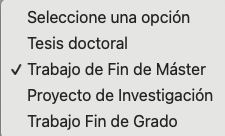 Seleccione una opción
Tesis doctoral
✓ Trabajo de Fin de Máster
Proyecto de Investigación
Trabajo Fin de Grado